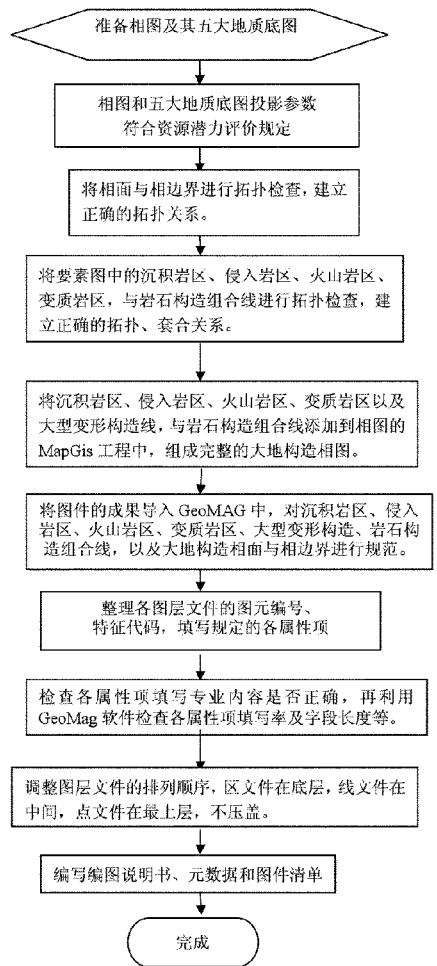 准备相图及其五大地质底图
相图和五大地质底图投影参数
符合资源潜力评价规定
将相面与相边界进行拓扑检查，建立
正确的拓扑关系。
将要素图中的沉积岩区、侵入岩区、火山岩区、
变质岩区，与岩石构造组合线进行拓扑检查，建
立正确的拓扑、套合关系。
将沉积岩区、侵入岩区、火山岩区、变质岩区以及
大型变形构造线，与岩石构造组合线添加到相图的
MapGis 工程中，组成完整的大地构造相图。
将图件的成果导入 GeoMAG 中，对沉积岩区、侵入
岩区、火山岩区、变质岩区、大型变形构造、岩石构
造组合线，以及大地构造相面与相边界进行规范。
整理各图层文件的图元编号、
特征代码，填写规定的各属性项
检查各属性项填写专业内容是否正确，再利用
GeoMag 软件检查各属性项填写率及字段长度等。
调整图层文件的排列顺序，区文件在底层，线文件在
中间，点文件在最上层，不压盖。
编写编图说明书、元数据和图件清单
完成